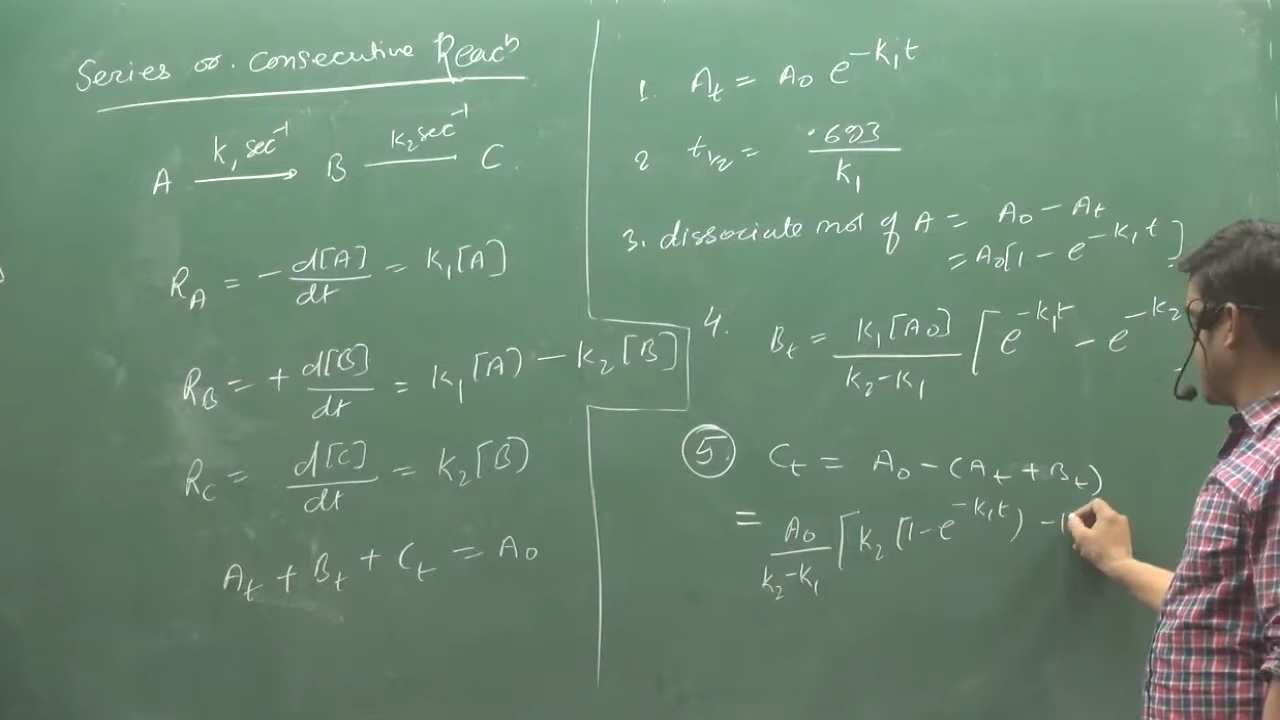 Series or. consecutive Reacⁿ
A —k₁ sec⁻¹→ B —k₂ sec⁻¹— C
R_A = - d[A]/dt = k₁[A]
R_B = + d[B]/dt = k₁[A) - k₂[B]
R_C = d[C]/dt = k₂[B)
A_t + B_t + C_t = A₀
1. A_t = A₀ e^(-k₁t)
2 t_1/2 = .693/k₁
3. dissociate mol of A = A₀ - A_t
= A₀[1 - e^(-k₁t)]
4. B_t = k₁[A₀]/(k₂-k₁) [e^(-k₁t) - e^(-k₂
5. C_t = A₀ - (A_t + B_t)
= A₀/(k₂-k₁) [k₂ [1-e^(-k₁t)) -